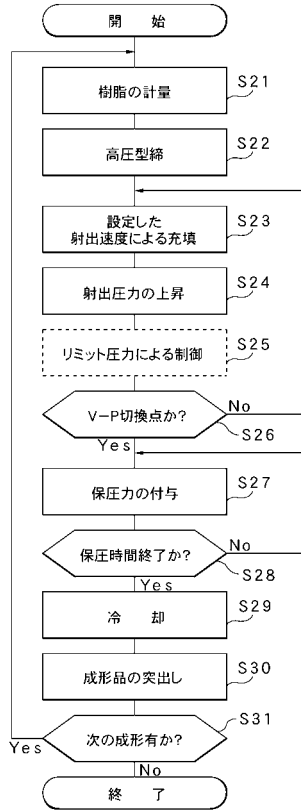 開　始
樹脂の計量
S21
高圧型締
S22
設定した
射出速度による充填
S23
射出圧力の上昇
S24
リミット圧力による制御
S25
V-P切換点か?
No
S26
Yes
保圧力の付与
S27
保圧時間終了か?
No
S28
Yes
冷　却
S29
成形品の突出し
S30
次の成形有か?
S31
Yes
No
終　了